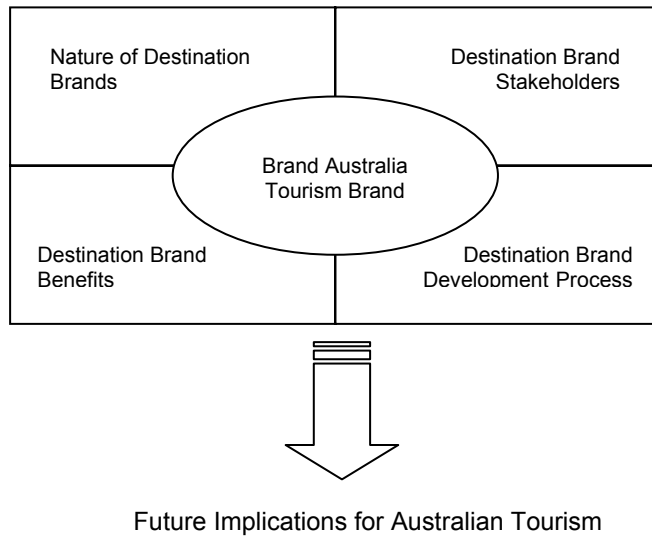 Nature of Destination
Brands
Destination Brand
Stakeholders
Brand Australia
Tourism Brand
Destination Brand
Benefits
Destination Brand
Development Process
Future Implications for Australian Tourism